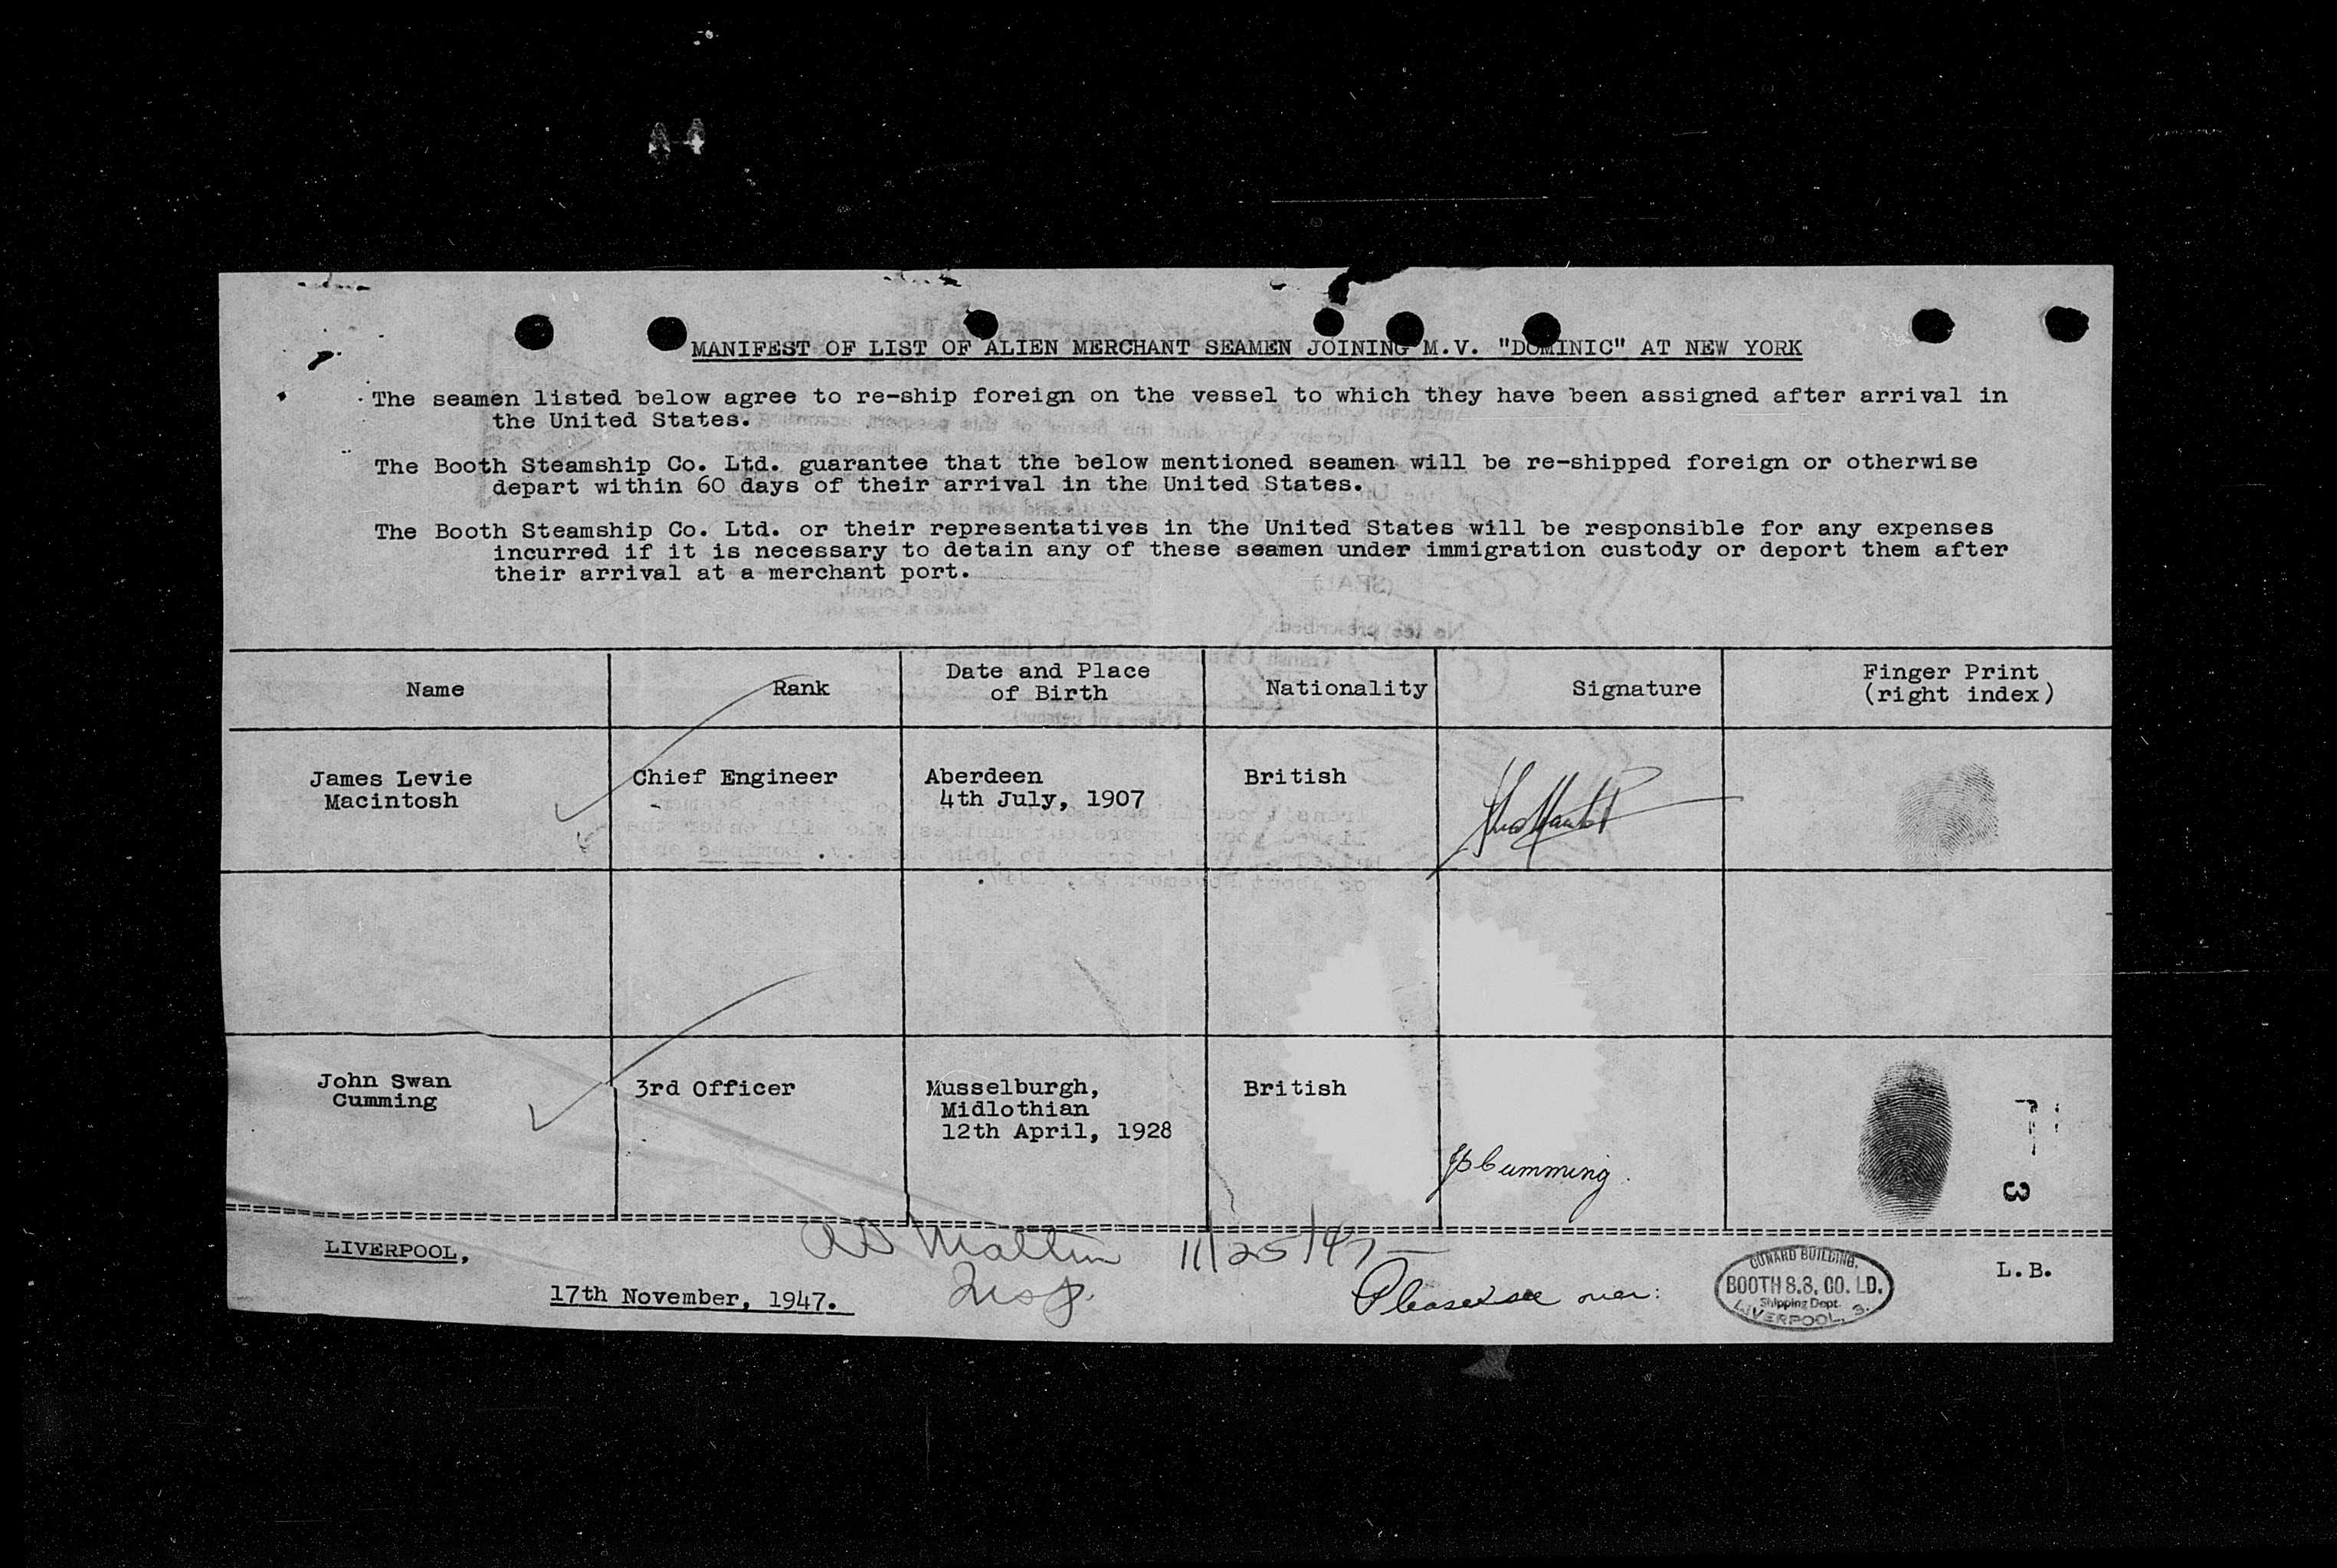 MANIFEST OF LIST OF ALIEN MERCHANT SEAMEN JOINING M.V. "DOMINIC" AT NEW YORK
The seamen listed below agree to re-ship foreign on the vessel to which they have been assigned after arrival in
the United States.
The Booth Steamship Co. Ltd. guarantee that the below mentioned seamen will be re-shipped foreign or otherwise
depart within 60 days of their arrival in the United States.
The Booth Steamship Co. Ltd. or their representatives in the United States will be responsible for any expenses
incurred if it is necessary to detain any of these seamen under immigration custody or deport them after
their arrival at a merchant port.
Name
Rank
Date and Place
of Birth
Nationality
Signature
Finger Print
(right index)
James Levie
Macintosh
Chief Engineer
Aberdeen
4th July, 1907
British
John Swan
Cumming
3rd Officer
Musselburgh,
Midlothian
12th April, 1928
British
JS Cumming
3
LIVERPOOL,
17th November, 1947.
11/25/47
Please see over:
CUNARD BUILDING,
BOOTH S.S. CO. LD.
Shipping Dept.
LIVERPOOL, 3.
L.B.